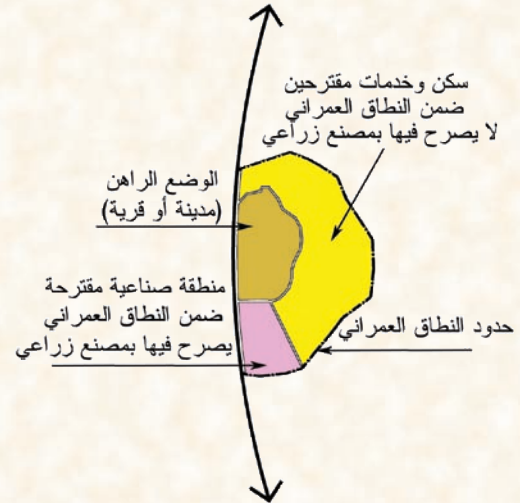 سكن وخدمات مقترحين
ضمن النطاق العمراني
لا يصرح فيها بمصنع زراعي
الوضع الراهن
(مدينة أو قرية)
منطقة صناعية مقترحة
ضمن النطاق العمراني
يصرح فيها بمصنع زراعي
حدود النطاق العمراني